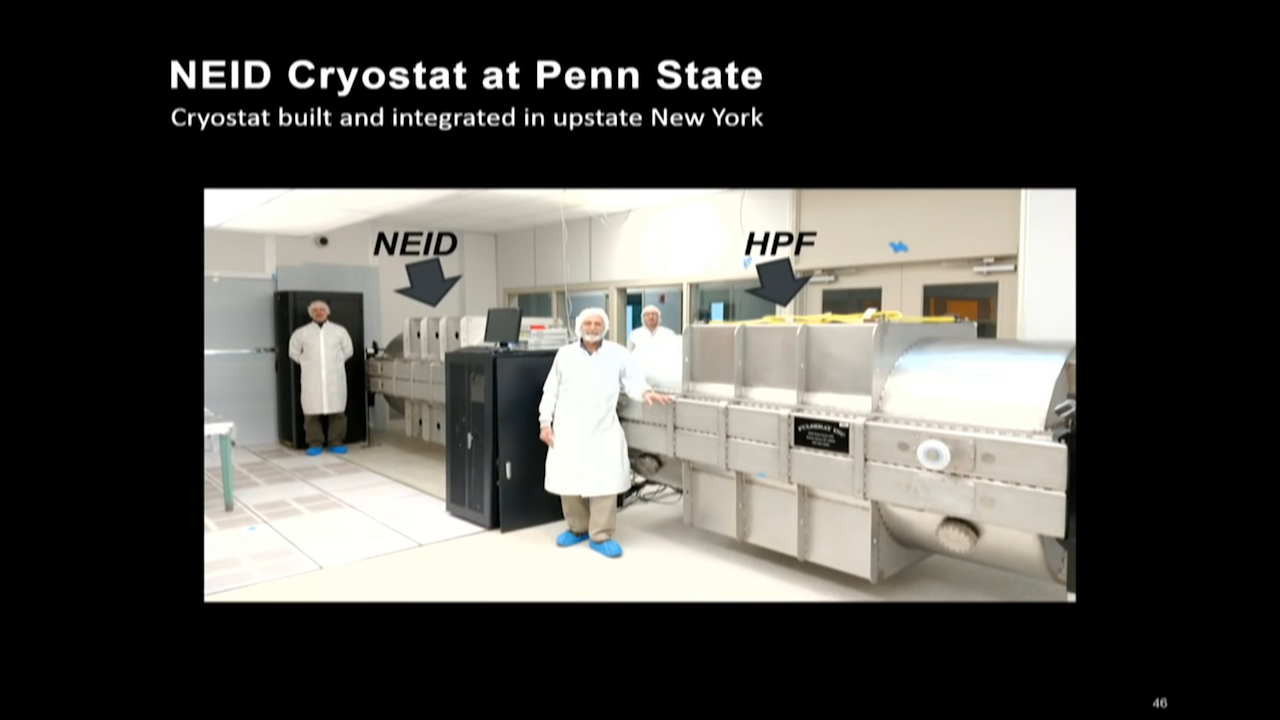 NEID Cryostat at Penn State
Cryostat built and integrated in upstate New York
NEID
HPF
46